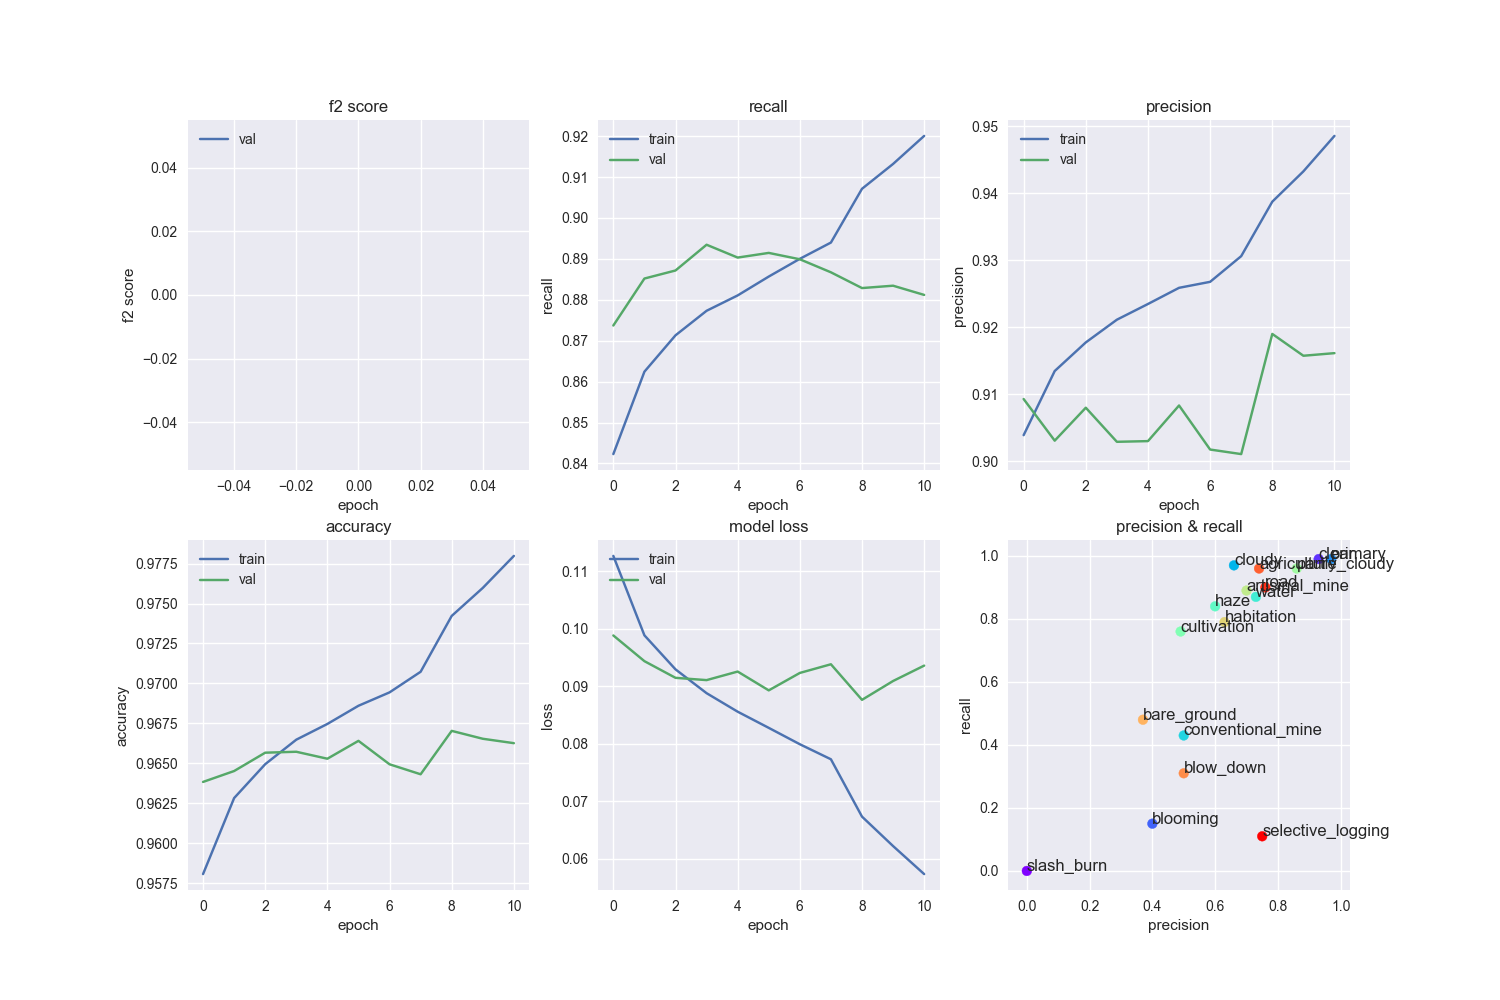 f2 score
val
0.04
0.02
0.00
−0.02
−0.04
f2 score
−0.04 −0.02 0.00 0.02 0.04
epoch
recall
train
val
0.92
0.91
0.90
0.89
0.88
0.87
0.86
0.85
0.84
recall
0 2 4 6 8 10
epoch
precision
train
val
0.95
0.94
0.93
0.92
0.91
0.90
precision
0 2 4 6 8 10
epoch
accuracy
train
val
0.9775
0.9750
0.9725
0.9700
0.9675
0.9650
0.9625
0.9600
0.9575
accuracy
0 2 4 6 8 10
epoch
model loss
train
val
0.11
0.10
0.09
0.08
0.07
0.06
loss
0 2 4 6 8 10
epoch
precision & recall
1.0
0.8
0.6
0.4
0.2
0.0
recall
clear
primary
cloudy
agriculture
partly_cloudy
road
artisinal_mine
water
haze
habitation
cultivation
bare_ground
conventional_mine
blow_down
blooming
selective_logging
slash_burn
0.0 0.2 0.4 0.6 0.8 1.0
precision